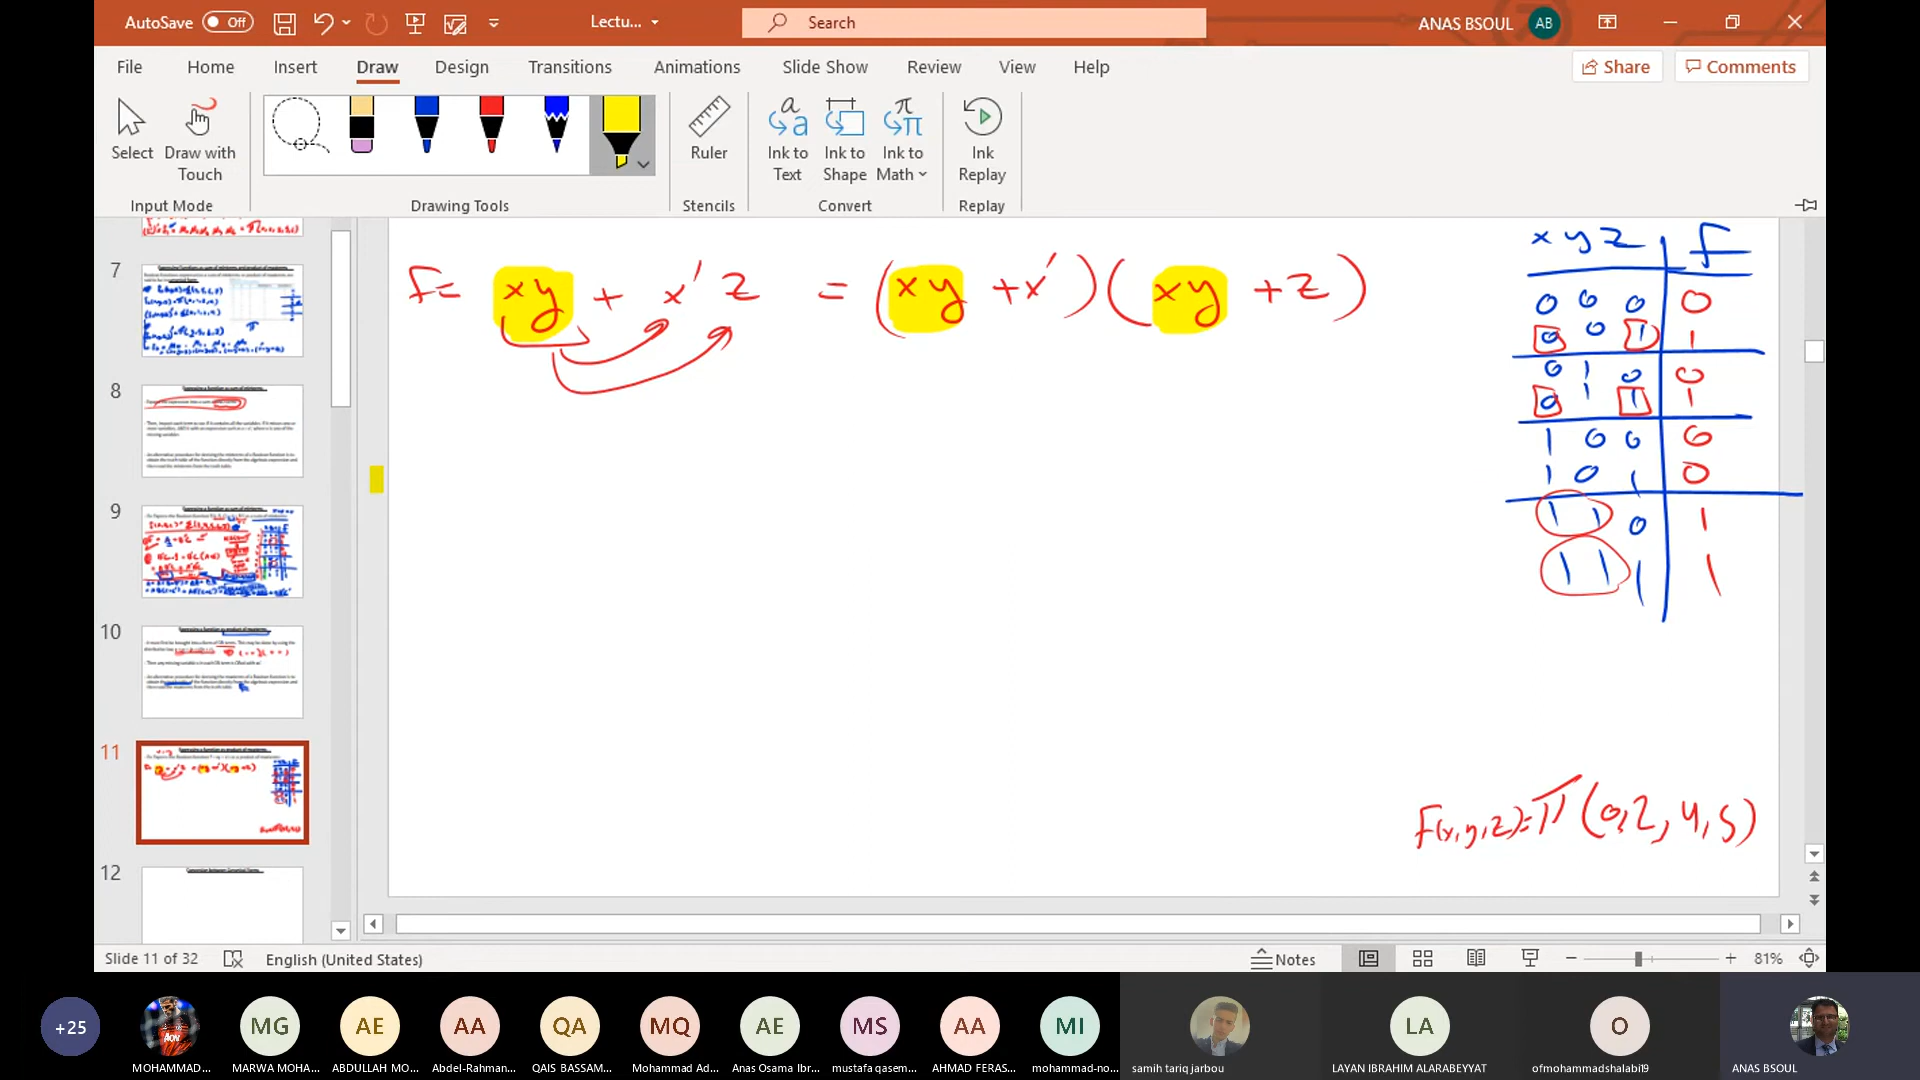 AutoSave Off Lectu... Search ANAS BSOUL AB
File Home Insert Draw Design Transitions Animations Slide Show Review View Help Share Comments
Select Draw with Touch Ruler Ink to Text Ink to Shape Ink to Math Ink Replay
Input Mode Drawing Tools Stencils Convert Replay
F= xy + x'z = (xy +x')(xy +z)
x y z F
0 0 0 0
0 0 1 1
0 1 0 0
0 1 1 1
1 0 0 0
1 0 1 0
1 1 0 1
1 1 1 1
F(x,y,z)=π(0,2,4,5)
7
8
9
10
11
12
Slide 11 of 32 English (United States) Notes 81%
+25 MG AE AA QA MQ AE MS AA MI LA O
MOHAMMAD... MARWA MOHA... ABDULLAH MO... Abdel-Rahman... QAIS BASSAM... Mohammad Ad... Anas Osama Ibr... mustafa qasem... AHMAD FERAS... mohammad-no... samih tariq jarbou LAYAN IBRAHIM ALARABEYYAT ofmohammadshalabi19 ANAS BSOUL